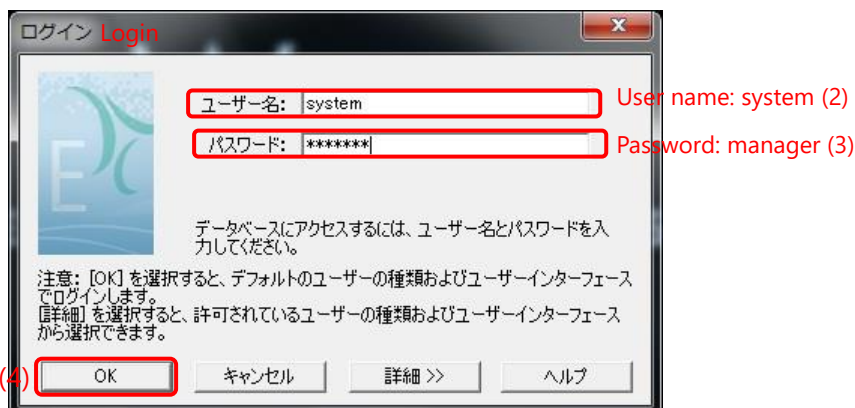 ログイン Login
ユーザー名: system
User name: system (2)
パスワード: *******
Password: manager (3)
データベースにアクセスするには、ユーザー名とパスワードを入
力してください。
注意: [OK] を選択すると、デフォルトのユーザーの種類およびユーザーインターフェース
でログインします。
[詳細] を選択すると、許可されているユーザーの種類およびユーザーインターフェース
から選択できます。
(4) OK キャンセル 詳細 >> ヘルプ